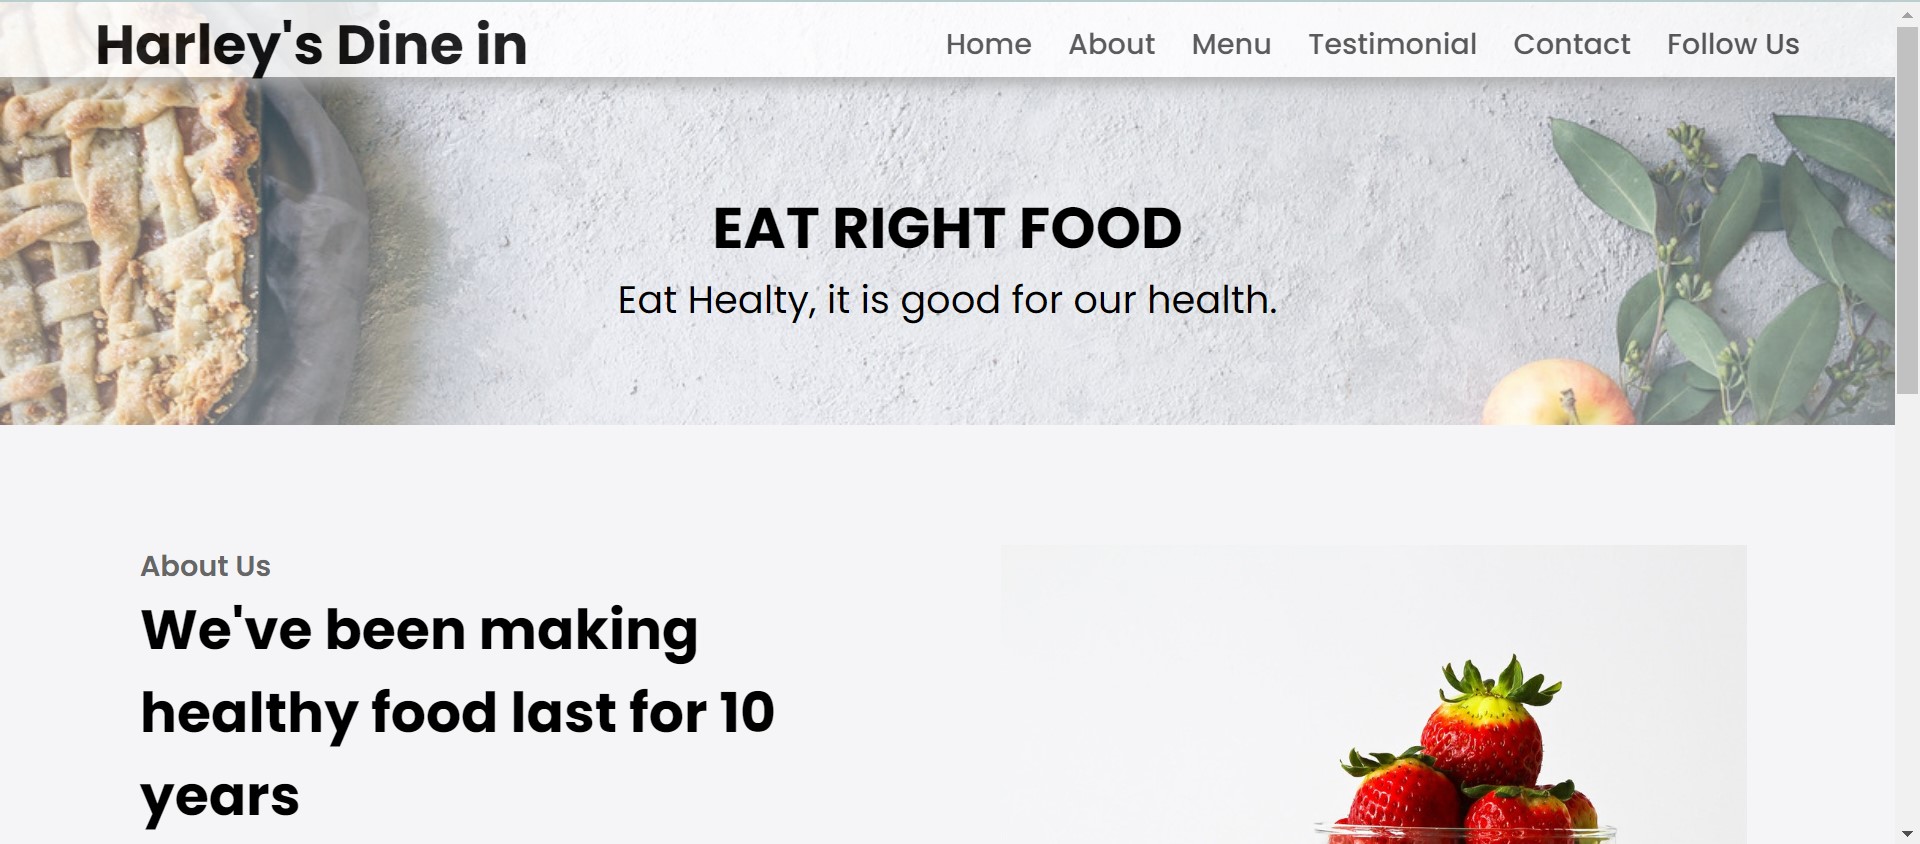 Harley's Dine in
Home About Menu Testimonial Contact Follow Us
EAT RIGHT FOOD
Eat Healty, it is good for our health.
About Us
We've been making
healthy food last for 10
years